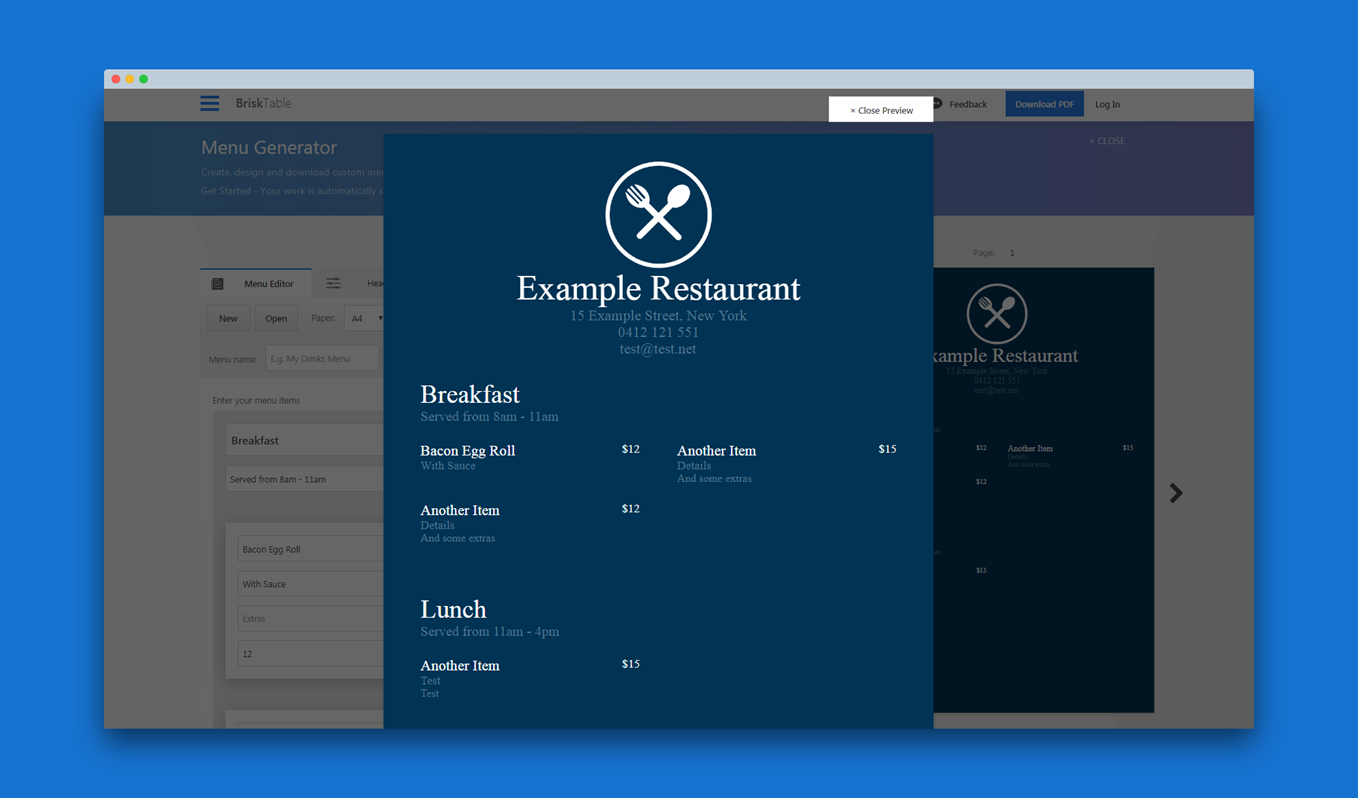 BriskTable
× Close Preview
Feedback
Download PDF
Log In
Menu Generator
× CLOSE
Create, design and download custom
Get Started - Your work is automatically
Page: 1
Menu Editor
New
Open
Paper:
A4
Menu name:
E.g. My Drinks Menu
Enter your menu items
Breakfast
Served from 8am - 11am
Bacon Egg Roll
With Sauce
Extras
12
Example Restaurant
15 Example Street, New York
0412 121 551
test@test.net
Breakfast
Served from 8am - 11am
Bacon Egg Roll $12
With Sauce
Another Item $15
Details
And some extras
Another Item $12
Details
And some extras
Lunch
Served from 11am - 4pm
Another Item $15
Test
Test
Restaurant
15 Example Street, New York
0412 121 551
test@test.net
$12
Another Item $15
Details
And some extras
$12
$15